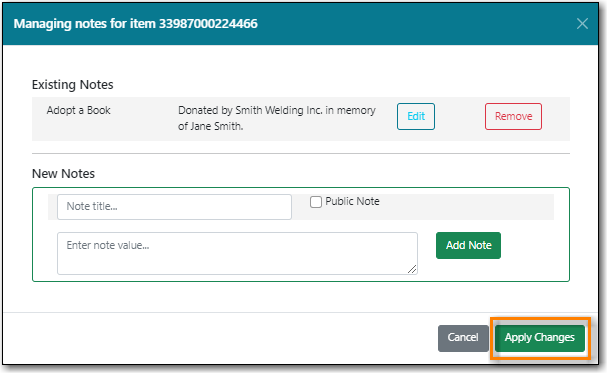 Managing notes for item 33987000224466
Existing Notes
Adopt a Book
Donated by Smith Welding Inc. in memory
of Jane Smith.
Edit
Remove
New Notes
Note title...
Public Note
Enter note value...
Add Note
Cancel
Apply Changes